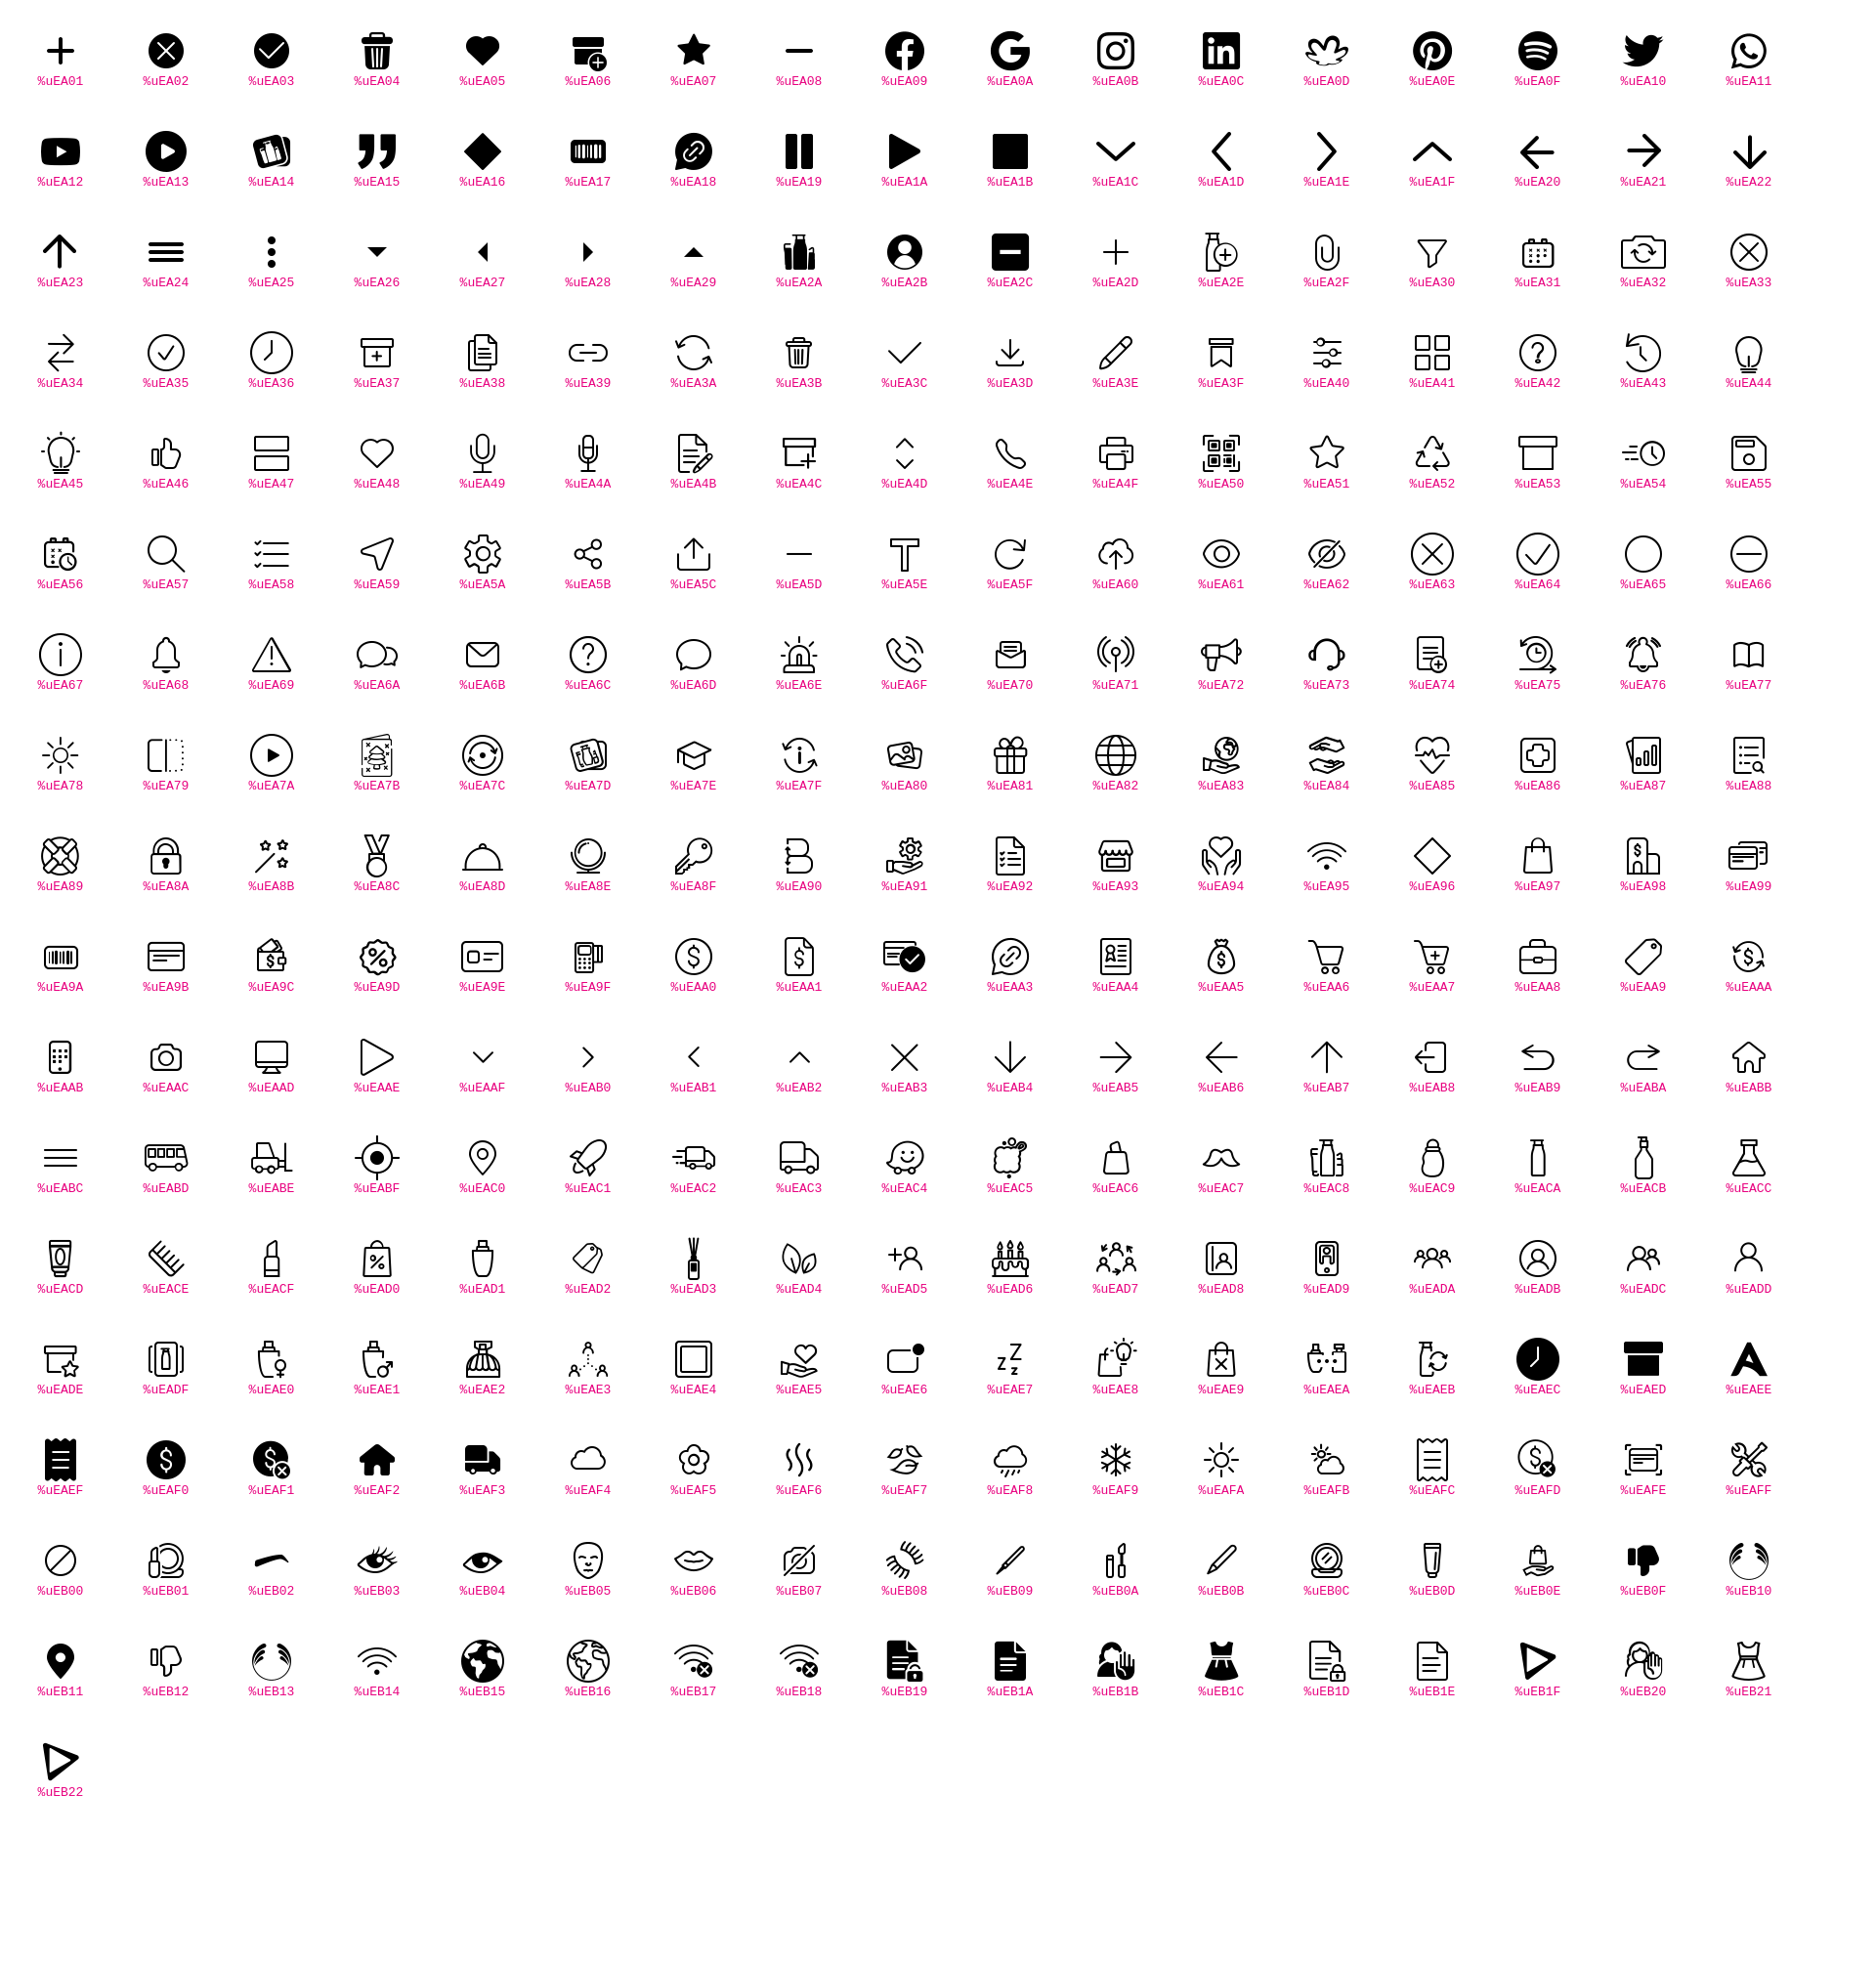 %uEA01 %uEA02 %uEA03 %uEA04 %uEA05 %uEA06 %uEA07 %uEA08 %uEA09 %uEA0A %uEA0B %uEA0C %uEA0D %uEA0E %uEA0F %uEA10 %uEA11
%uEA12 %uEA13 %uEA14 %uEA15 %uEA16 %uEA17 %uEA18 %uEA19 %uEA1A %uEA1B %uEA1C %uEA1D %uEA1E %uEA1F %uEA20 %uEA21 %uEA22
%uEA23 %uEA24 %uEA25 %uEA26 %uEA27 %uEA28 %uEA29 %uEA2A %uEA2B %uEA2C %uEA2D %uEA2E %uEA2F %uEA30 %uEA31 %uEA32 %uEA33
%uEA34 %uEA35 %uEA36 %uEA37 %uEA38 %uEA39 %uEA3A %uEA3B %uEA3C %uEA3D %uEA3E %uEA3F %uEA40 %uEA41 %uEA42 %uEA43 %uEA44
%uEA45 %uEA46 %uEA47 %uEA48 %uEA49 %uEA4A %uEA4B %uEA4C %uEA4D %uEA4E %uEA4F %uEA50 %uEA51 %uEA52 %uEA53 %uEA54 %uEA55
%uEA56 %uEA57 %uEA58 %uEA59 %uEA5A %uEA5B %uEA5C %uEA5D %uEA5E %uEA5F %uEA60 %uEA61 %uEA62 %uEA63 %uEA64 %uEA65 %uEA66
%uEA67 %uEA68 %uEA69 %uEA6A %uEA6B %uEA6C %uEA6D %uEA6E %uEA6F %uEA70 %uEA71 %uEA72 %uEA73 %uEA74 %uEA75 %uEA76 %uEA77
%uEA78 %uEA79 %uEA7A %uEA7B %uEA7C %uEA7D %uEA7E %uEA7F %uEA80 %uEA81 %uEA82 %uEA83 %uEA84 %uEA85 %uEA86 %uEA87 %uEA88
%uEA89 %uEA8A %uEA8B %uEA8C %uEA8D %uEA8E %uEA8F %uEA90 %uEA91 %uEA92 %uEA93 %uEA94 %uEA95 %uEA96 %uEA97 %uEA98 %uEA99
%uEA9A %uEA9B %uEA9C %uEA9D %uEA9E %uEA9F %uEAA0 %uEAA1 %uEAA2 %uEAA3 %uEAA4 %uEAA5 %uEAA6 %uEAA7 %uEAA8 %uEAA9 %uEAAA
%uEAAB %uEAAC %uEAAD %uEAAE %uEAAF %uEAB0 %uEAB1 %uEAB2 %uEAB3 %uEAB4 %uEAB5 %uEAB6 %uEAB7 %uEAB8 %uEAB9 %uEABA %uEABB
%uEABC %uEABD %uEABE %uEABF %uEAC0 %uEAC1 %uEAC2 %uEAC3 %uEAC4 %uEAC5 %uEAC6 %uEAC7 %uEAC8 %uEAC9 %uEACA %uEACB %uEACC
%uEACD %uEACE %uEACF %uEAD0 %uEAD1 %uEAD2 %uEAD3 %uEAD4 %uEAD5 %uEAD6 %uEAD7 %uEAD8 %uEAD9 %uEADA %uEADB %uEADC %uEADD
%uEADE %uEADF %uEAE0 %uEAE1 %uEAE2 %uEAE3 %uEAE4 %uEAE5 %uEAE6 %uEAE7 %uEAE8 %uEAE9 %uEAEA %uEAEB %uEAEC %uEAED %uEAEE
%uEAEF %uEAF0 %uEAF1 %uEAF2 %uEAF3 %uEAF4 %uEAF5 %uEAF6 %uEAF7 %uEAF8 %uEAF9 %uEAFA %uEAFB %uEAFC %uEAFD %uEAFE %uEAFF
%uEB00 %uEB01 %uEB02 %uEB03 %uEB04 %uEB05 %uEB06 %uEB07 %uEB08 %uEB09 %uEB0A %uEB0B %uEB0C %uEB0D %uEB0E %uEB0F %uEB10
%uEB11 %uEB12 %uEB13 %uEB14 %uEB15 %uEB16 %uEB17 %uEB18 %uEB19 %uEB1A %uEB1B %uEB1C %uEB1D %uEB1E %uEB1F %uEB20 %uEB21
%uEB22